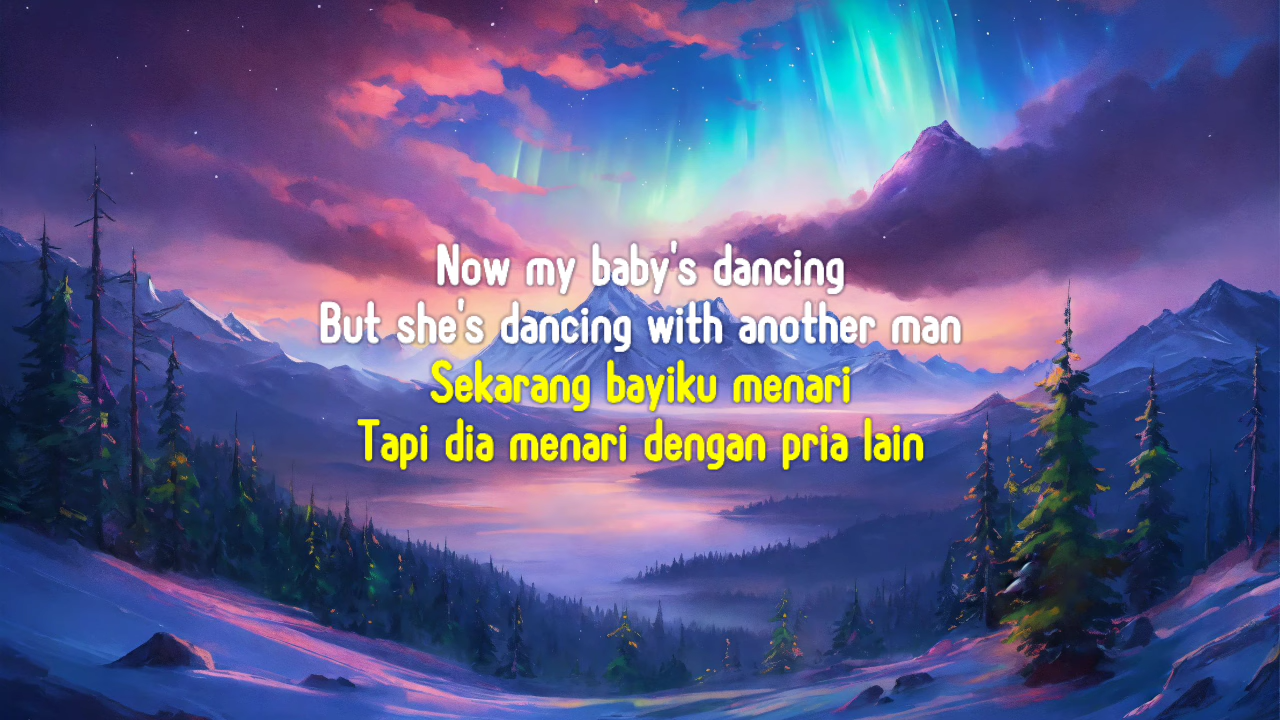 Now my baby's dancing
But she's dancing with another man
Sekarang bayiku menari
Tapi dia menari dengan pria lain